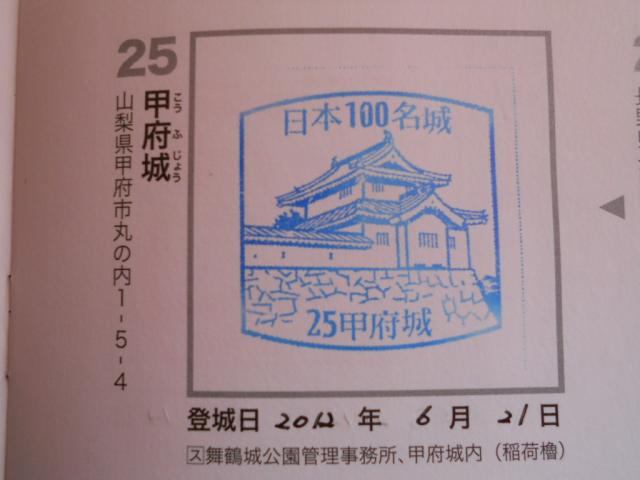 25
甲府城
こうふじょう
山梨県甲府市丸の内1-5-4
日本100名城
25甲府城
登城日 2012 年 6 月 21 日
ス舞鶴城公園管理事務所、甲府城内（稲荷櫓）